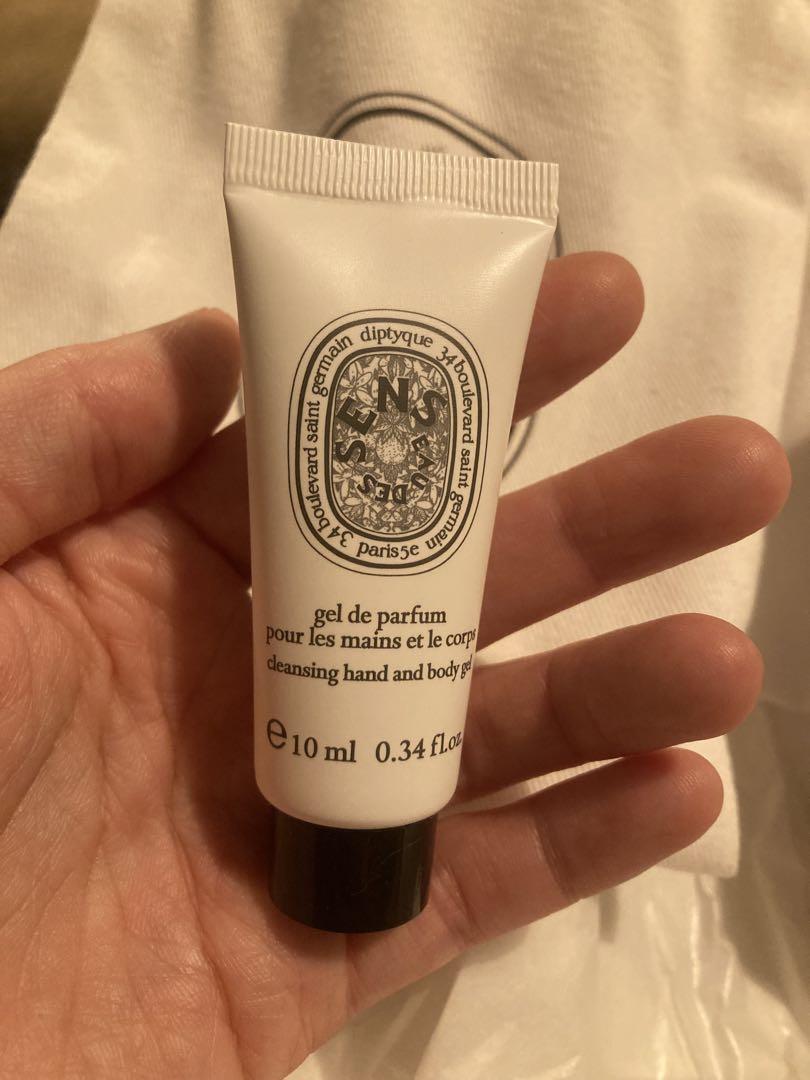 34 boulevard saint germain diptyque 34 boulevard saint germain paris 5e
EAU DES SENS
gel de parfum
pour les mains et le corps
cleansing hand and body gel
e 10 ml 0.34 fl.oz.